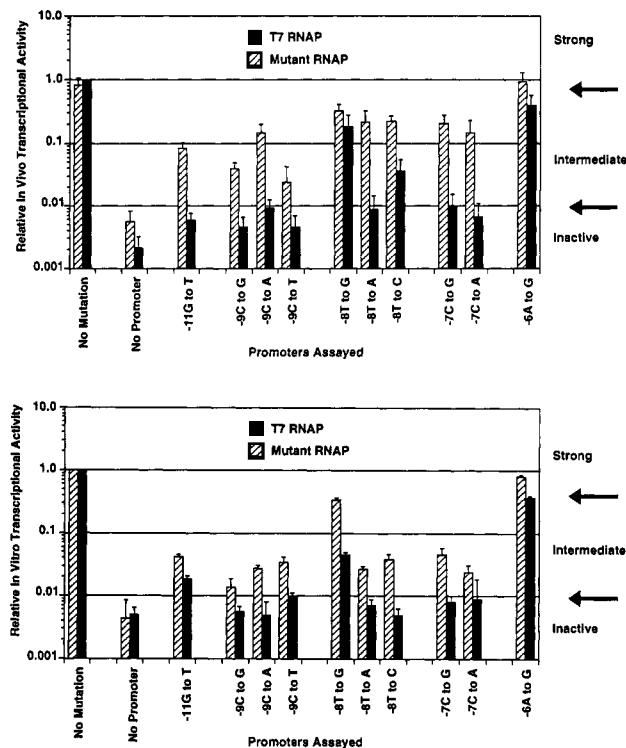 Relative In Vivo Transcriptional Activity
10.0
1.0
0.1
0.01
0.001
T7 RNAP
Mutant RNAP
Strong
Intermediate
Inactive
No Mutation
No Promoter
-11G to T
-9C to G
-9C to A
-9C to T
-8T to G
-8T to A
-8T to C
-7C to G
-7C to A
-6A to G
Promoters Assayed
Relative In Vitro Transcriptional Activity
10.0
1.0
0.1
0.01
0.001
T7 RNAP
Mutant RNAP
Strong
Intermediate
Inactive
No Mutation
No Promoter
-11G to T
-9C to G
-9C to A
-9C to T
-8T to G
-8T to A
-8T to C
-7C to G
-7C to A
-6A to G
Promoters Assayed